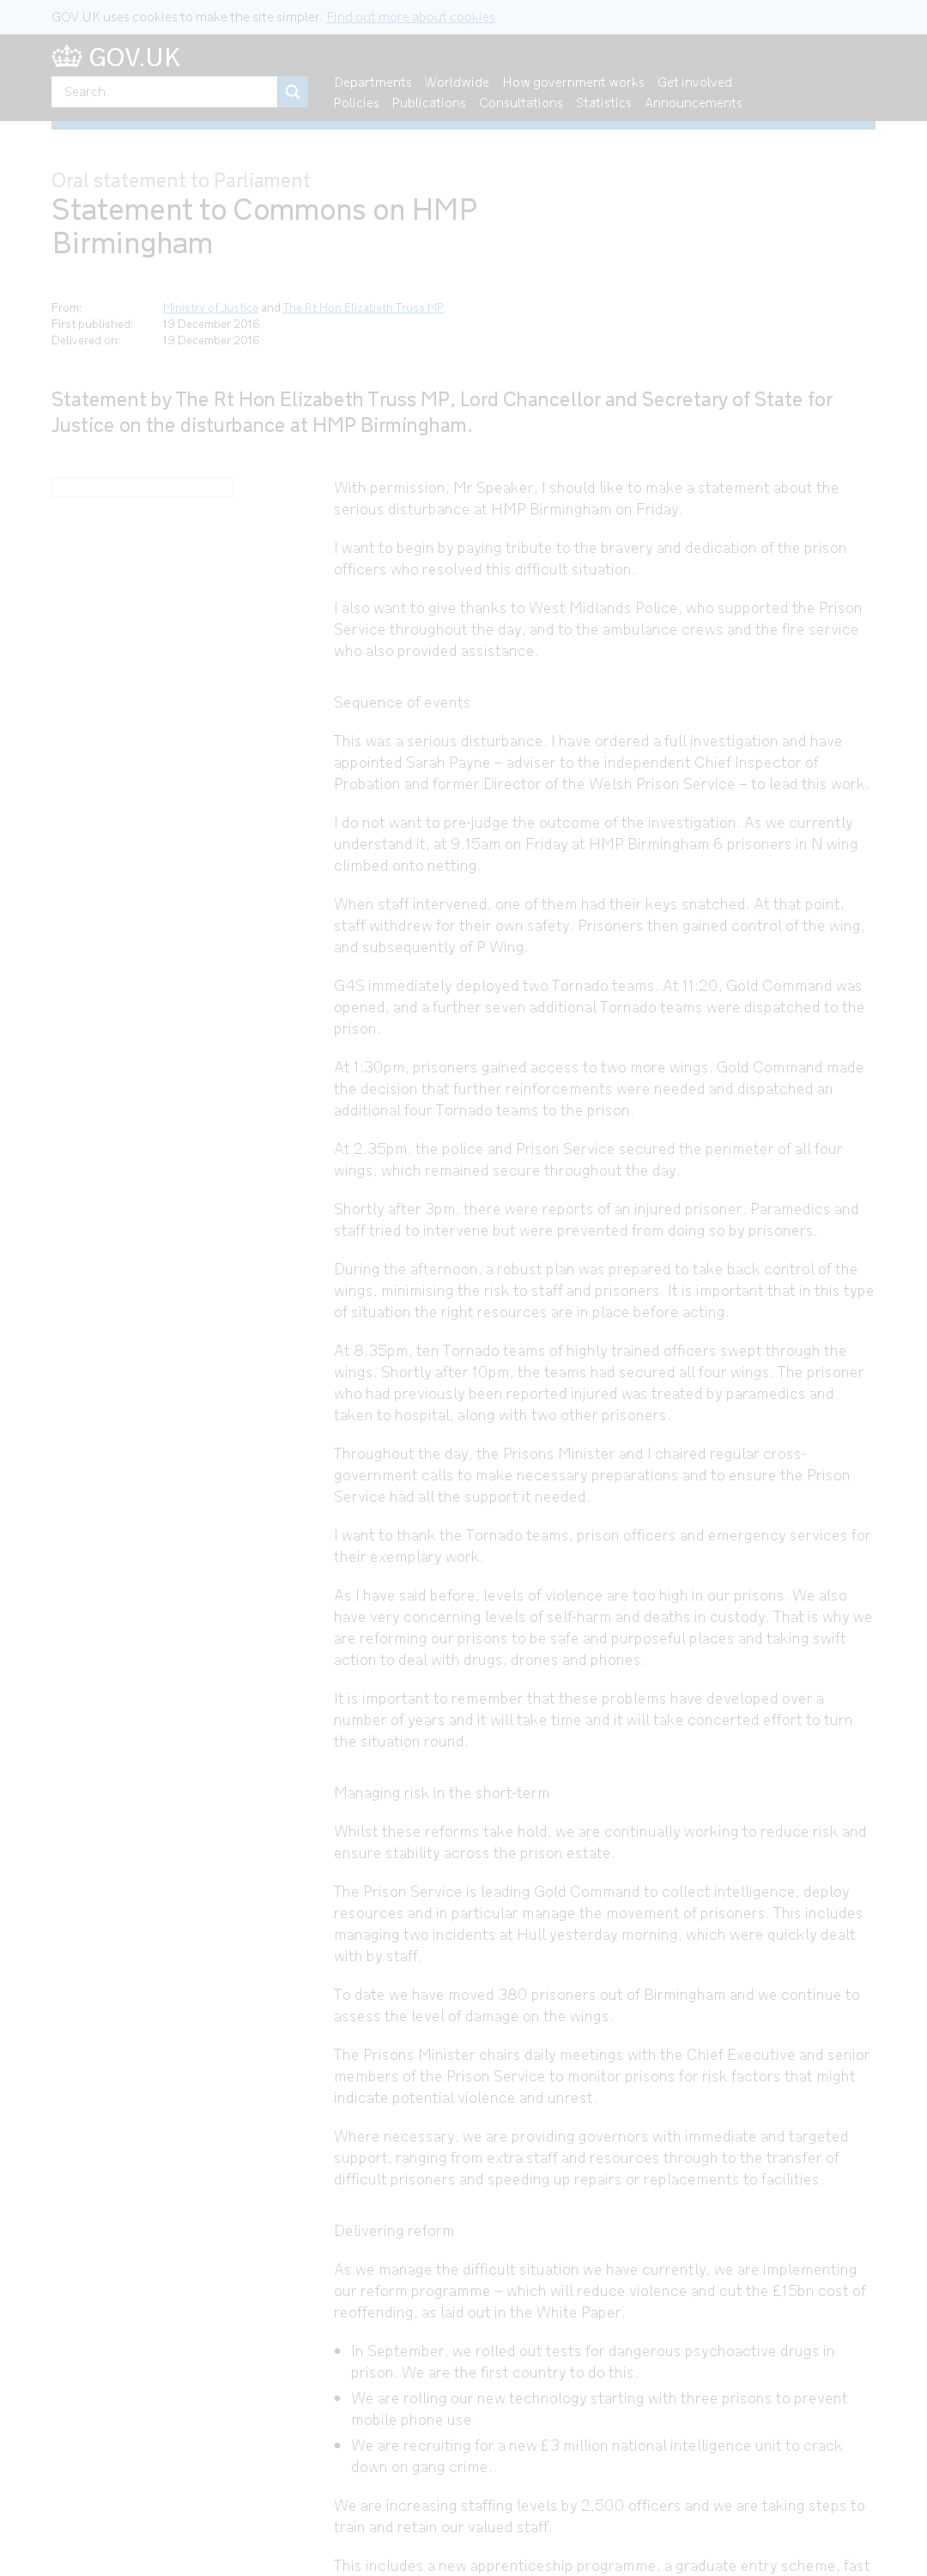 GOV.UK uses cookies to make the site simpler. Find out more about cookies
GOV.UK
Search
Departments Worldwide How government works Get involved
Policies Publications Consultations Statistics Announcements
Oral statement to Parliament
Statement to Commons on HMP
Birmingham
From: Ministry of Justice and The Rt Hon Elizabeth Truss MP
First published: 19 December 2016
Delivered on: 19 December 2016
Statement by The Rt Hon Elizabeth Truss MP, Lord Chancellor and Secretary of State for
Justice on the disturbance at HMP Birmingham.
With permission, Mr Speaker, I should like to make a statement about the
serious disturbance at HMP Birmingham on Friday.
I want to begin by paying tribute to the bravery and dedication of the prison
officers who resolved this difficult situation.
I also want to give thanks to West Midlands Police, who supported the Prison
Service throughout the day, and to the ambulance crews and the fire service
who also provided assistance.
Sequence of events
This was a serious disturbance. I have ordered a full investigation and have
appointed Sarah Payne – adviser to the independent Chief Inspector of
Probation and former Director of the Welsh Prison Service – to lead this work.
I do not want to pre-judge the outcome of the investigation. As we currently
understand it, at 9.15am on Friday at HMP Birmingham 6 prisoners in N wing
climbed onto netting.
When staff intervened, one of them had their keys snatched. At that point,
staff withdrew for their own safety. Prisoners then gained control of the wing,
and subsequently of P Wing.
G4S immediately deployed two Tornado teams. At 11:20, Gold Command was
opened, and a further seven additional Tornado teams were dispatched to the
prison.
At 1:30pm, prisoners gained access to two more wings. Gold Command made
the decision that further reinforcements were needed and dispatched an
additional four Tornado teams to the prison.
At 2.35pm, the police and Prison Service secured the perimeter of all four
wings, which remained secure throughout the day.
Shortly after 3pm, there were reports of an injured prisoner. Paramedics and
staff tried to intervene but were prevented from doing so by prisoners.
During the afternoon, a robust plan was prepared to take back control of the
wings, minimising the risk to staff and prisoners. It is important that in this type
of situation the right resources are in place before acting.
At 8.35pm, ten Tornado teams of highly trained officers swept through the
wings. Shortly after 10pm, the teams had secured all four wings. The prisoner
who had previously been reported injured was treated by paramedics and
taken to hospital, along with two other prisoners.
Throughout the day, the Prisons Minister and I chaired regular cross-
government calls to make necessary preparations and to ensure the Prison
Service had all the support it needed.
I want to thank the Tornado teams, prison officers and emergency services for
their exemplary work.
As I have said before, levels of violence are too high in our prisons. We also
have very concerning levels of self-harm and deaths in custody. That is why we
are reforming our prisons to be safe and purposeful places and taking swift
action to deal with drugs, drones and phones.
It is important to remember that these problems have developed over a
number of years and it will take time and it will take concerted effort to turn
the situation round.
Managing risk in the short-term
Whilst these reforms take hold, we are continually working to reduce risk and
ensure stability across the prison estate.
The Prison Service is leading Gold Command to collect intelligence, deploy
resources and in particular manage the movement of prisoners. This includes
managing two incidents at Hull yesterday morning, which were quickly dealt
with by staff.
To date we have moved 380 prisoners out of Birmingham and we continue to
assess the level of damage on the wings.
The Prisons Minister chairs daily meetings with the Chief Executive and senior
members of the Prison Service to monitor prisons for risk factors that might
indicate potential violence and unrest.
Where necessary, we are providing governors with immediate and targeted
support, ranging from extra staff and resources through to the transfer of
difficult prisoners and speeding up repairs or replacements to facilities.
Delivering reform
As we manage the difficult situation we have currently, we are implementing
our reform programme – which will reduce violence and cut the £15bn cost of
reoffending, as laid out in the White Paper.
• In September, we rolled out tests for dangerous psychoactive drugs in
prison. We are the first country to do this.
• We are rolling our new technology starting with three prisons to prevent
mobile phone use.
• We are recruiting for a new £3 million national intelligence unit to crack
down on gang crime.
We are increasing staffing levels by 2,500 officers and we are taking steps to
train and retain our valued staff.
This includes a new apprenticeship programme, a graduate entry scheme, fast